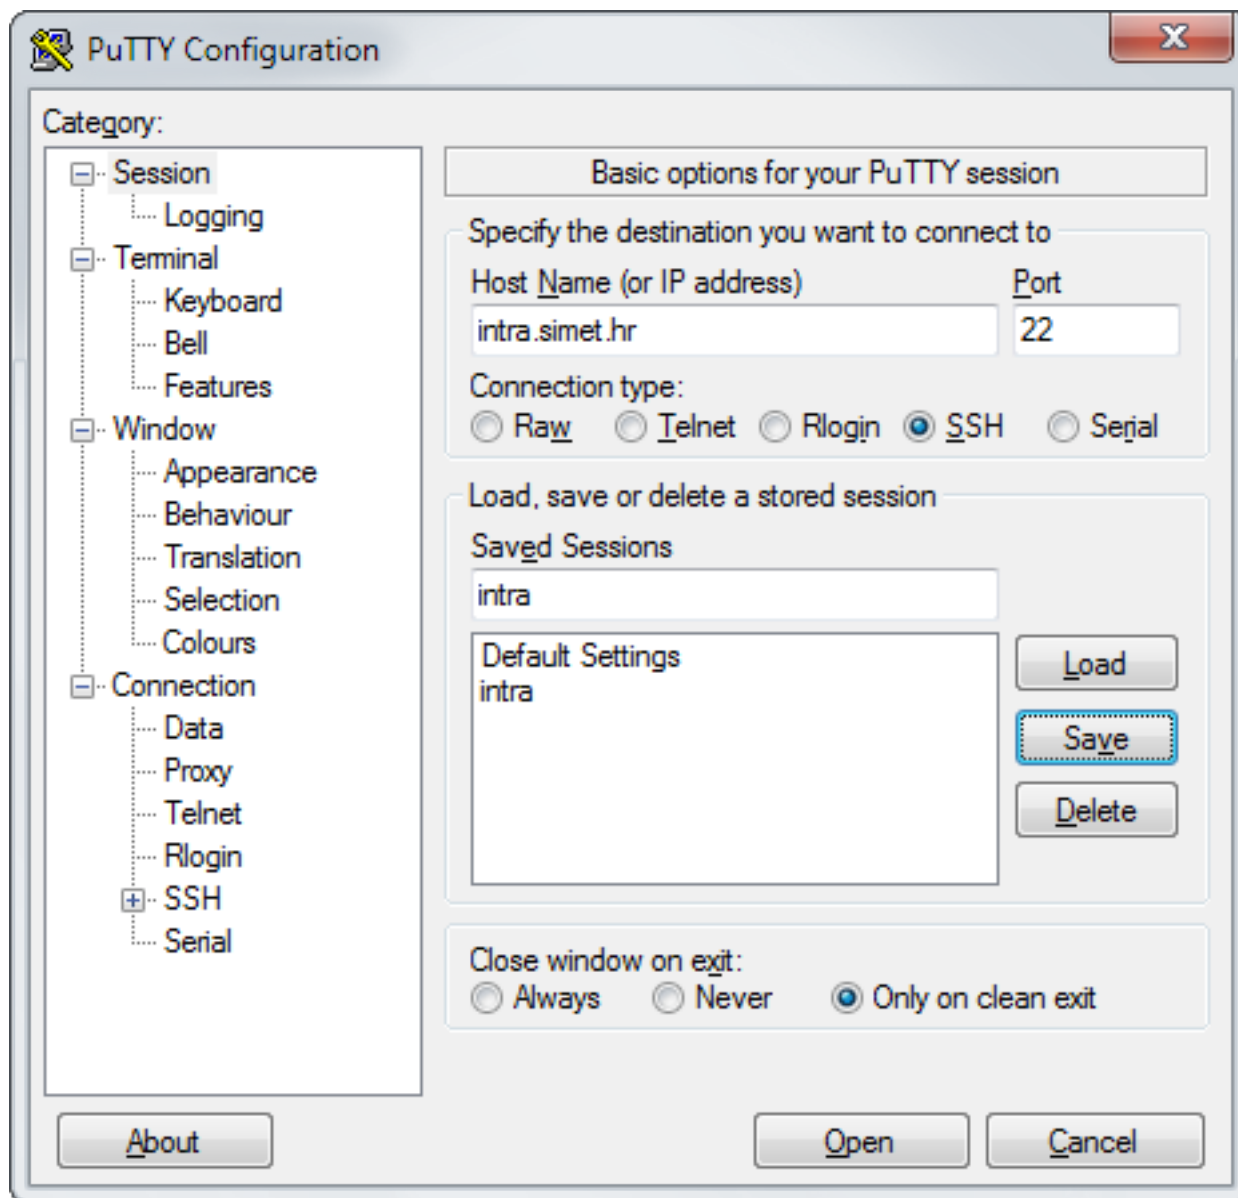 PuTTY Configuration
Category:
Session
Logging
Terminal
Keyboard
Bell
Features
Window
Appearance
Behaviour
Translation
Selection
Colours
Connection
Data
Proxy
Telnet
Rlogin
SSH
Serial
Basic options for your PuTTY session
Specify the destination you want to connect to
Host Name (or IP address) Port
intra.simet.hr 22
Connection type:
Raw Telnet Rlogin SSH Serial
Load, save or delete a stored session
Saved Sessions
intra
Default Settings
intra
Load
Save
Delete
Close window on exit:
Always Never Only on clean exit
About Open Cancel